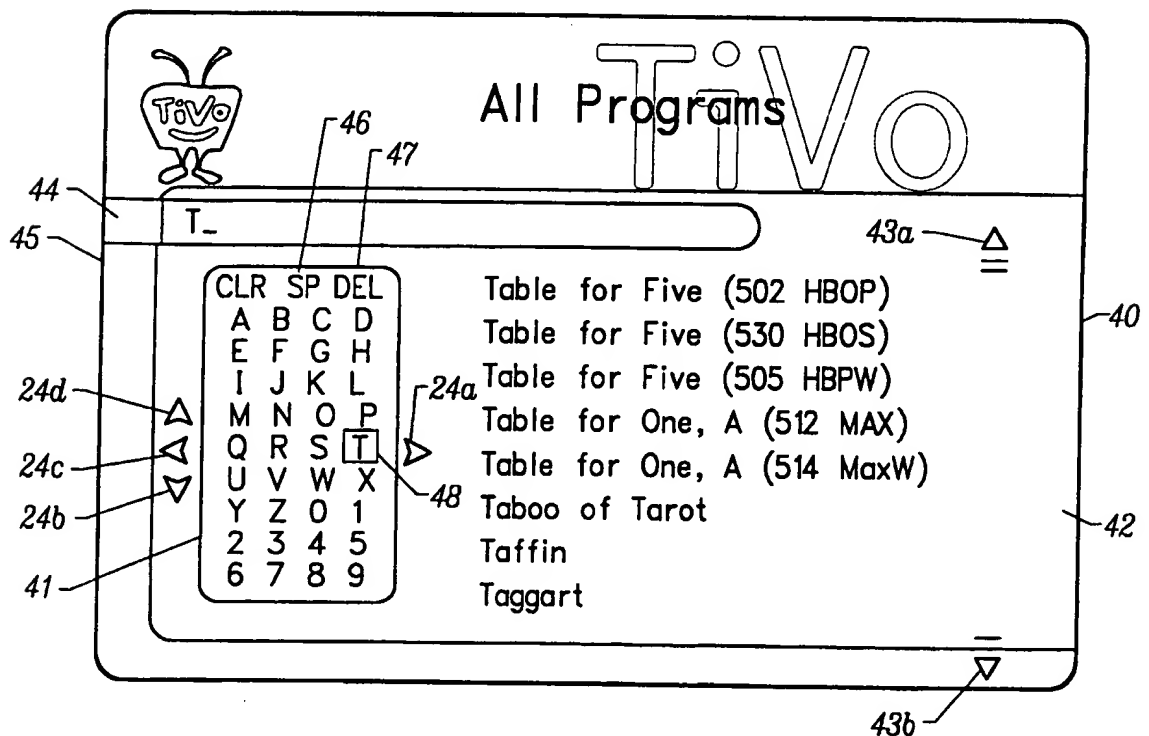 TiVo
TiVo
All Programs
46
47
44
45
T_
43a
CLR SP DEL
A B C D
E F G H
I J K L
M N O P
Q R S T
U V W X
Y Z 0 1
2 3 4 5
6 7 8 9
Table for Five (502 HBOP)
Table for Five (530 HBOS)
Table for Five (505 HBPW)
Table for One, A (512 MAX)
Table for One, A (514 MaxW)
Taboo of Tarot
Taffin
Taggart
40
24d
24a
24c
24b
48
42
41
43b